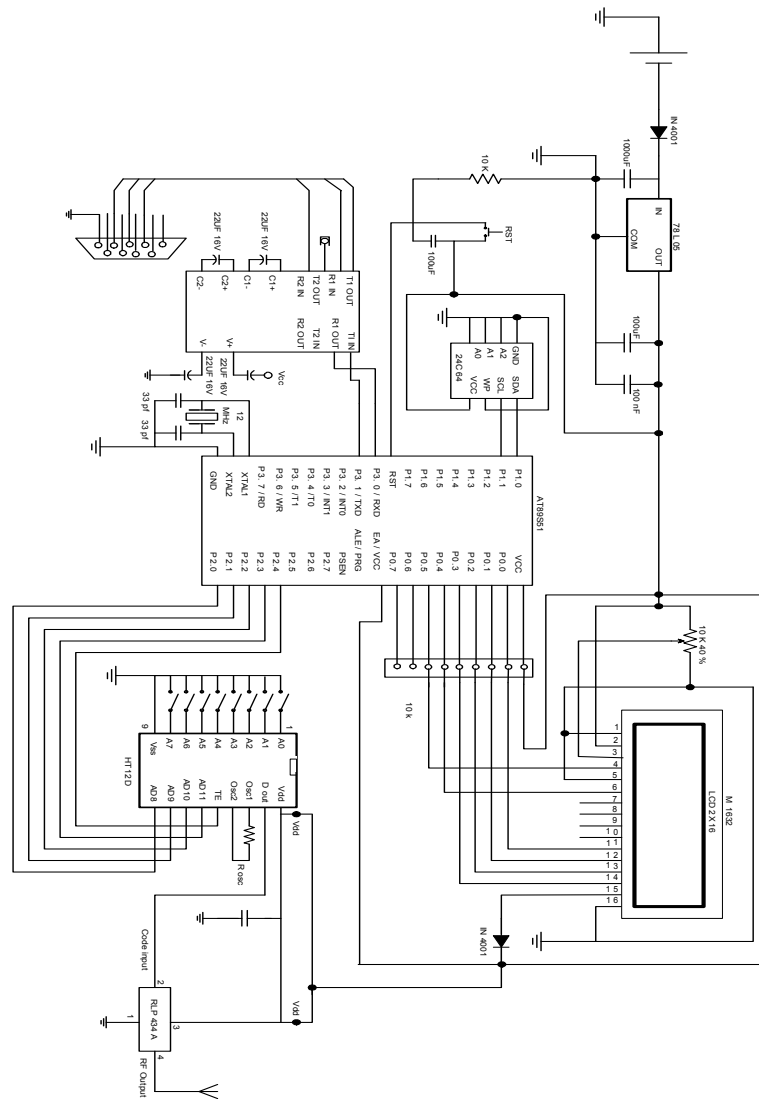 IN 4001
1000uF
78 L 05
IN
OUT
COM
100uF
100 nF
10 K
RST
100uF
24C 64
GND
A2
A1
A0
SDA
SCL
WP
VCC
10 K 40 %
M 1632
LCD 2 X 16
1
2
3
4
5
6
7
8
9
1 0
1 1
1 2
1 3
1 4
1 5
1 6
IN 4001
AT89S51
P1.0
P1.1
P1.2
P1.3
P1.4
P1.5
P1.6
P1.7
RST
P3. 0 / RXD
P3. 1 / TXD
P3. 2 / INT0
P3. 3 / INT1
P3. 4 / T0
P3. 5 / T1
P3. 6 / WR
P3. 7 / RD
XTAL1
XTAL2
GND
VCC
P0.0
P0.1
P0.2
P0.3
P0.4
P0.5
P0.6
P0.7
EA / VCC
ALE / PRG
PSEN
P2.7
P2.6
P2.5
P2.4
P2.3
P2.2
P2.1
P2.0
10 k
T1 OUT
R1 IN
T2 OUT
R2 IN
TI IN
R1 OUT
T2 IN
R2 OUT
C1+
C1-
C2+
C2-
V+
V-
22UF 16V
22UF 16V
22UF 16V
22UF 16V
Vcc
12
MHz
33 pf
33 pf
HT12 D
1
A0
A1
A2
A3
A4
A5
A6
A7
Vss
9
Vdd
D out
Osc1
Osc2
TE
AD11
AD10
AD9
AD8
Vdd
R osc
Vdd
Code input
RLP 434 A
1
2
3
4
RF Output